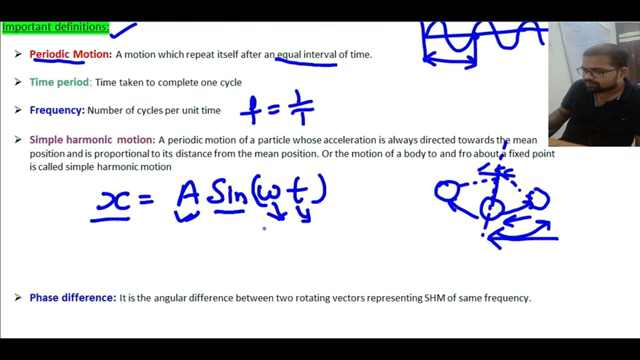 Important definitions:
Periodic Motion: A motion which repeat itself after an equal interval of time.
Time period: Time taken to complete one cycle
Frequency: Number of cycles per unit time f = 1/T
Simple harmonic motion: A periodic motion of a particle whose acceleration is always directed towards the mean
position and is proportional to its distance from the mean position. Or the motion of a body to and fro about a fixed point
is called simple harmonic motion
x = A Sin(ωt)
Phase difference: It is the angular difference between two rotating vectors representing SHM of same frequency.